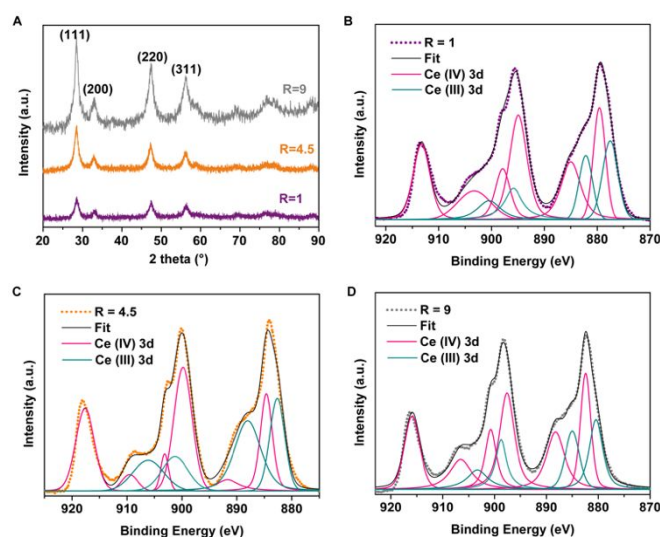 A
(111)
(200)
(220)
(311)
R=9
R=4.5
R=1
Intensity (a.u.)
20 30 40 50 60 70 80 90
2 theta (°)
B
R = 1
Fit
Ce (IV) 3d
Ce (III) 3d
Intensity (a.u.)
920 910 900 890 880 870
Binding Energy (eV)
C
R = 4.5
Fit
Ce (IV) 3d
Ce (III) 3d
Intensity (a.u.)
920 910 900 890 880
Binding Energy (eV)
D
R = 9
Fit
Ce (IV) 3d
Ce (III) 3d
Intensity (a.u.)
920 910 900 890 880 870
Binding Energy (eV)